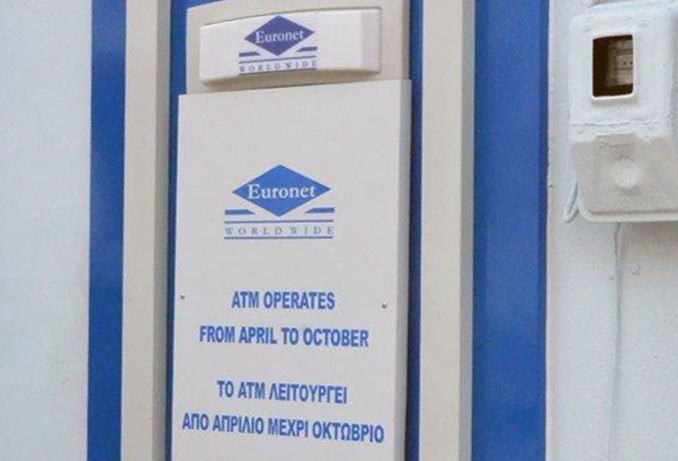 Euronet
WORLDWIDE
Euronet
WORLDWIDE
ATM OPERATES
FROM APRIL TO OCTOBER
ΤΟ ΑΤΜ ΛΕΙΤΟΥΡΓΕΙ
ΑΠΟ ΑΠΡΙΛΙΟ ΜΕΧΡΙ ΟΚΤΩΒΡΙΟ